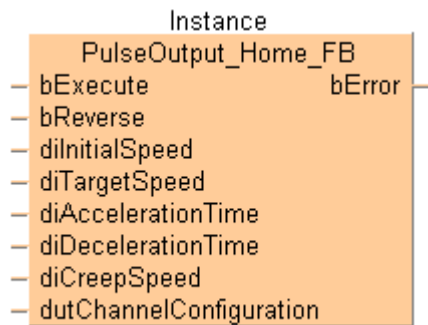 Instance
PulseOutput_Home_FB
bExecute bError
bReverse
diInitialSpeed
diTargetSpeed
diAccelerationTime
diDecelerationTime
diCreepSpeed
dutChannelConfiguration